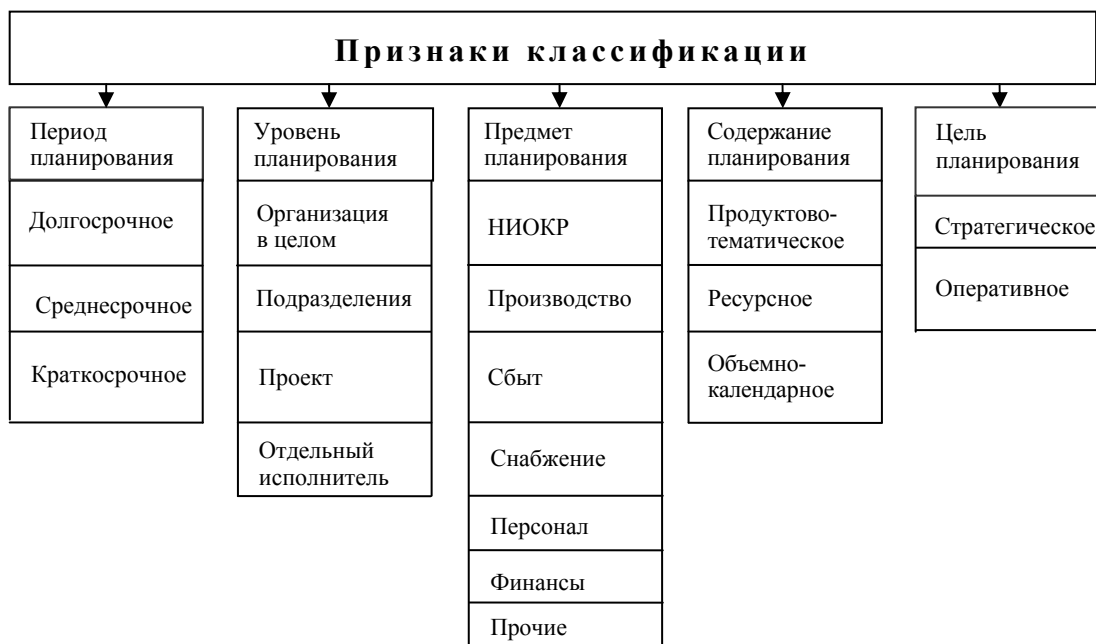 Признаки классификации
Период
планирования
Долгосрочное
Среднесрочное
Краткосрочное
Уровень
планирования
Организация
в целом
Подразделения
Проект
Отдельный
исполнитель
Предмет
планирования
НИОКР
Производство
Сбыт
Снабжение
Персонал
Финансы
Прочие
Содержание
планирования
Продуктово-
тематическое
Ресурсное
Объемно-
календарное
Цель
планирования
Стратегическое
Оперативное